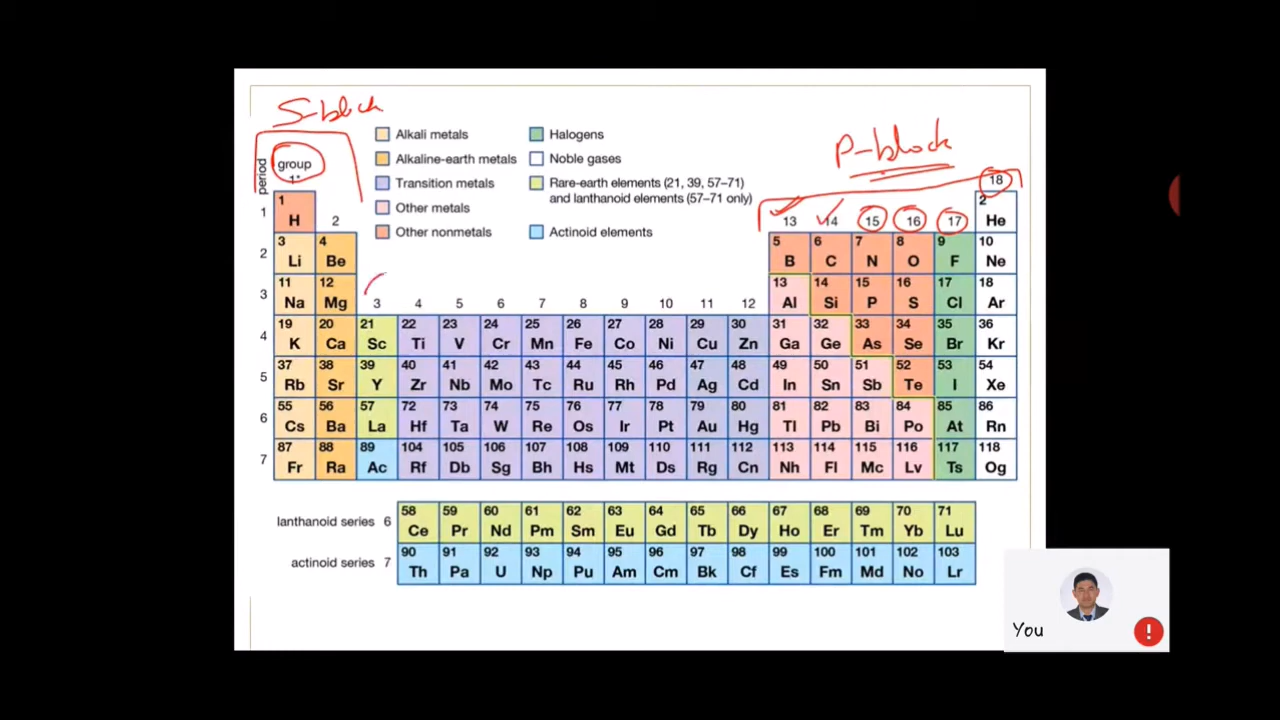 S-block
P-block
period
group
1*
2
3
4
5
6
7
8
9
10
11
12
13
14
15
16
17
18
Alkali metals
Alkaline-earth metals
Transition metals
Other metals
Other nonmetals
Halogens
Noble gases
Rare-earth elements (21, 39, 57–71)
and lanthanoid elements (57–71 only)
Actinoid elements
1 1 H 2 He
2 3 Li 4 Be 5 B 6 C 7 N 8 O 9 F 10 Ne
3 11 Na 12 Mg 13 Al 14 Si 15 P 16 S 17 Cl 18 Ar
4 19 K 20 Ca 21 Sc 22 Ti 23 V 24 Cr 25 Mn 26 Fe 27 Co 28 Ni 29 Cu 30 Zn 31 Ga 32 Ge 33 As 34 Se 35 Br 36 Kr
5 37 Rb 38 Sr 39 Y 40 Zr 41 Nb 42 Mo 43 Tc 44 Ru 45 Rh 46 Pd 47 Ag 48 Cd 49 In 50 Sn 51 Sb 52 Te 53 I 54 Xe
6 55 Cs 56 Ba 57 La 72 Hf 73 Ta 74 W 75 Re 76 Os 77 Ir 78 Pt 79 Au 80 Hg 81 Tl 82 Pb 83 Bi 84 Po 85 At 86 Rn
7 87 Fr 88 Ra 89 Ac 104 Rf 105 Db 106 Sg 107 Bh 108 Hs 109 Mt 110 Ds 111 Rg 112 Cn 113 Nh 114 Fl 115 Mc 116 Lv 117 Ts 118 Og
lanthanoid series 6 58 Ce 59 Pr 60 Nd 61 Pm 62 Sm 63 Eu 64 Gd 65 Tb 66 Dy 67 Ho 68 Er 69 Tm 70 Yb 71 Lu
actinoid series 7 90 Th 91 Pa 92 U 93 Np 94 Pu 95 Am 96 Cm 97 Bk 98 Cf 99 Es 100 Fm 101 Md 102 No 103 Lr
You
!